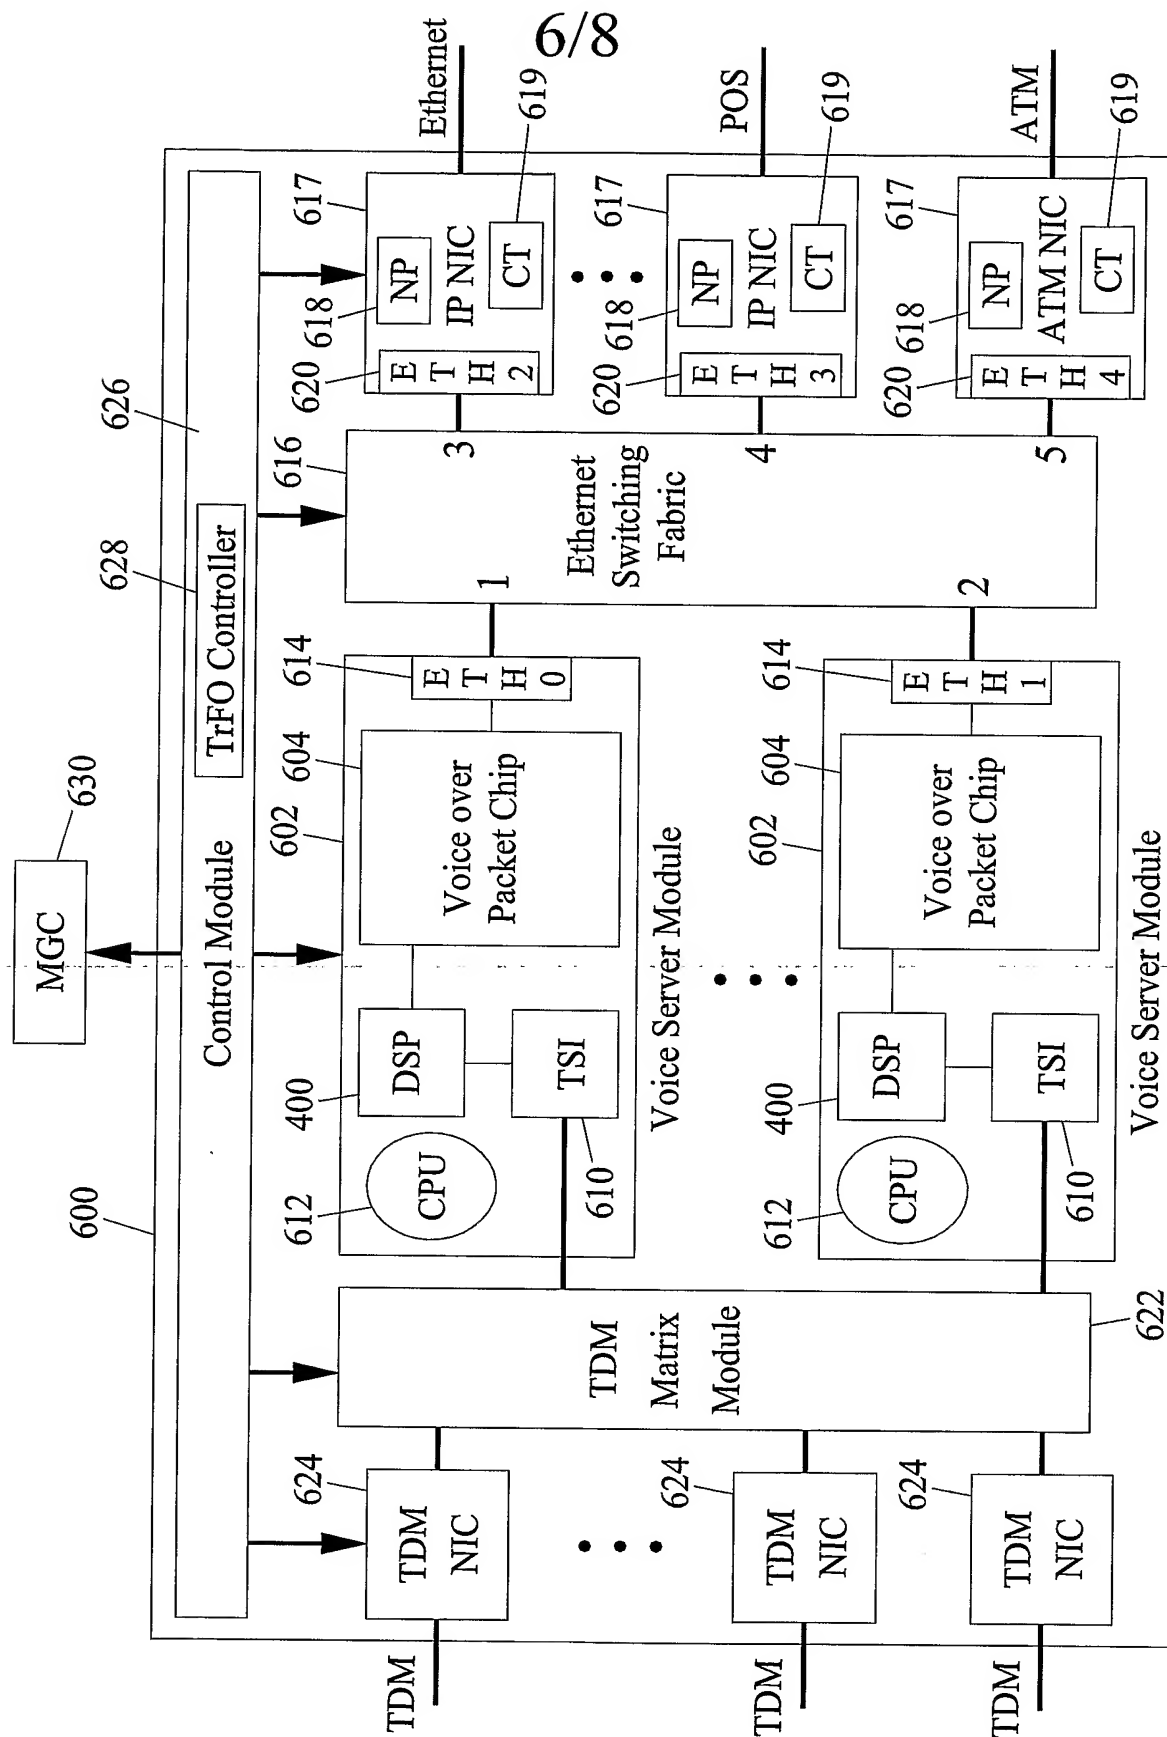 6/8
MGC
630
600
626
Control Module
628
TrFO Controller
TDM
TDM
TDM
624
TDM
NIC
624
TDM
NIC
624
TDM
NIC
TDM
Matrix
Module
622
602
612
CPU
400
DSP
610
TSI
604
Voice over
Packet Chip
614
E
T
H
0
Voice Server Module
602
612
CPU
400
DSP
610
TSI
604
Voice over
Packet Chip
614
E
T
H
1
Voice Server Module
616
Ethernet
Switching
Fabric
1
2
3
4
5
617
620
E
T
H
2
618
NP
IP NIC
CT
619
Ethernet
617
620
E
T
H
3
618
NP
IP NIC
CT
619
POS
617
620
E
T
H
4
618
NP
ATM NIC
CT
619
ATM